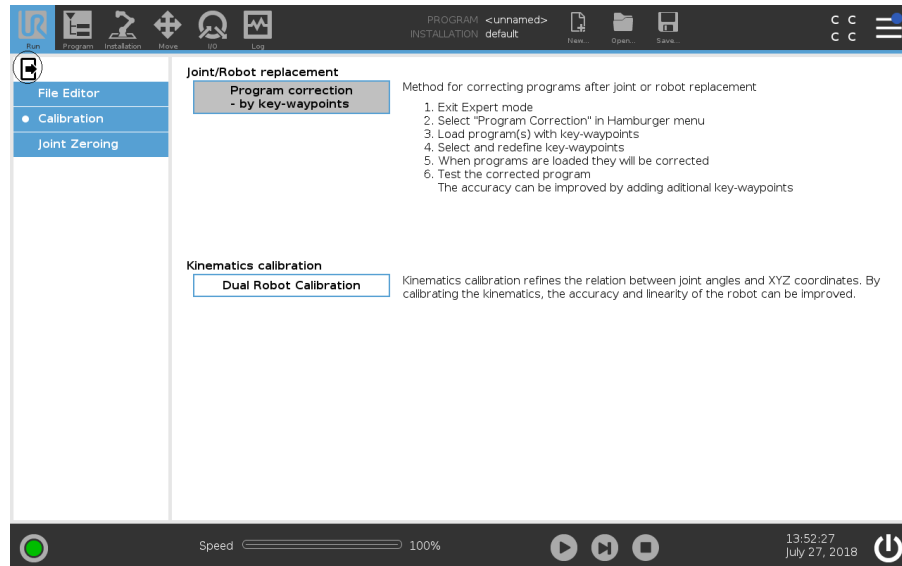 UR
Run
Program
Installation
Move
I/O
Log
PROGRAM <unnamed>
INSTALLATION default
New...
Open...
Save...
C C
C C
File Editor
Calibration
Joint Zeroing
Joint/Robot replacement
Program correction
- by key-waypoints
Method for correcting programs after joint or robot replacement
1. Exit Expert mode
2. Select "Program Correction" in Hamburger menu
3. Load program(s) with key-waypoints
4. Select and redefine key-waypoints
5. When programs are loaded they will be corrected
6. Test the corrected program
The accuracy can be improved by adding aditional key-waypoints
Kinematics calibration
Dual Robot Calibration
Kinematics calibration refines the relation between joint angles and XYZ coordinates. By
calibrating the kinematics, the accuracy and linearity of the robot can be improved.
Speed 100%
13:52:27
July 27, 2018